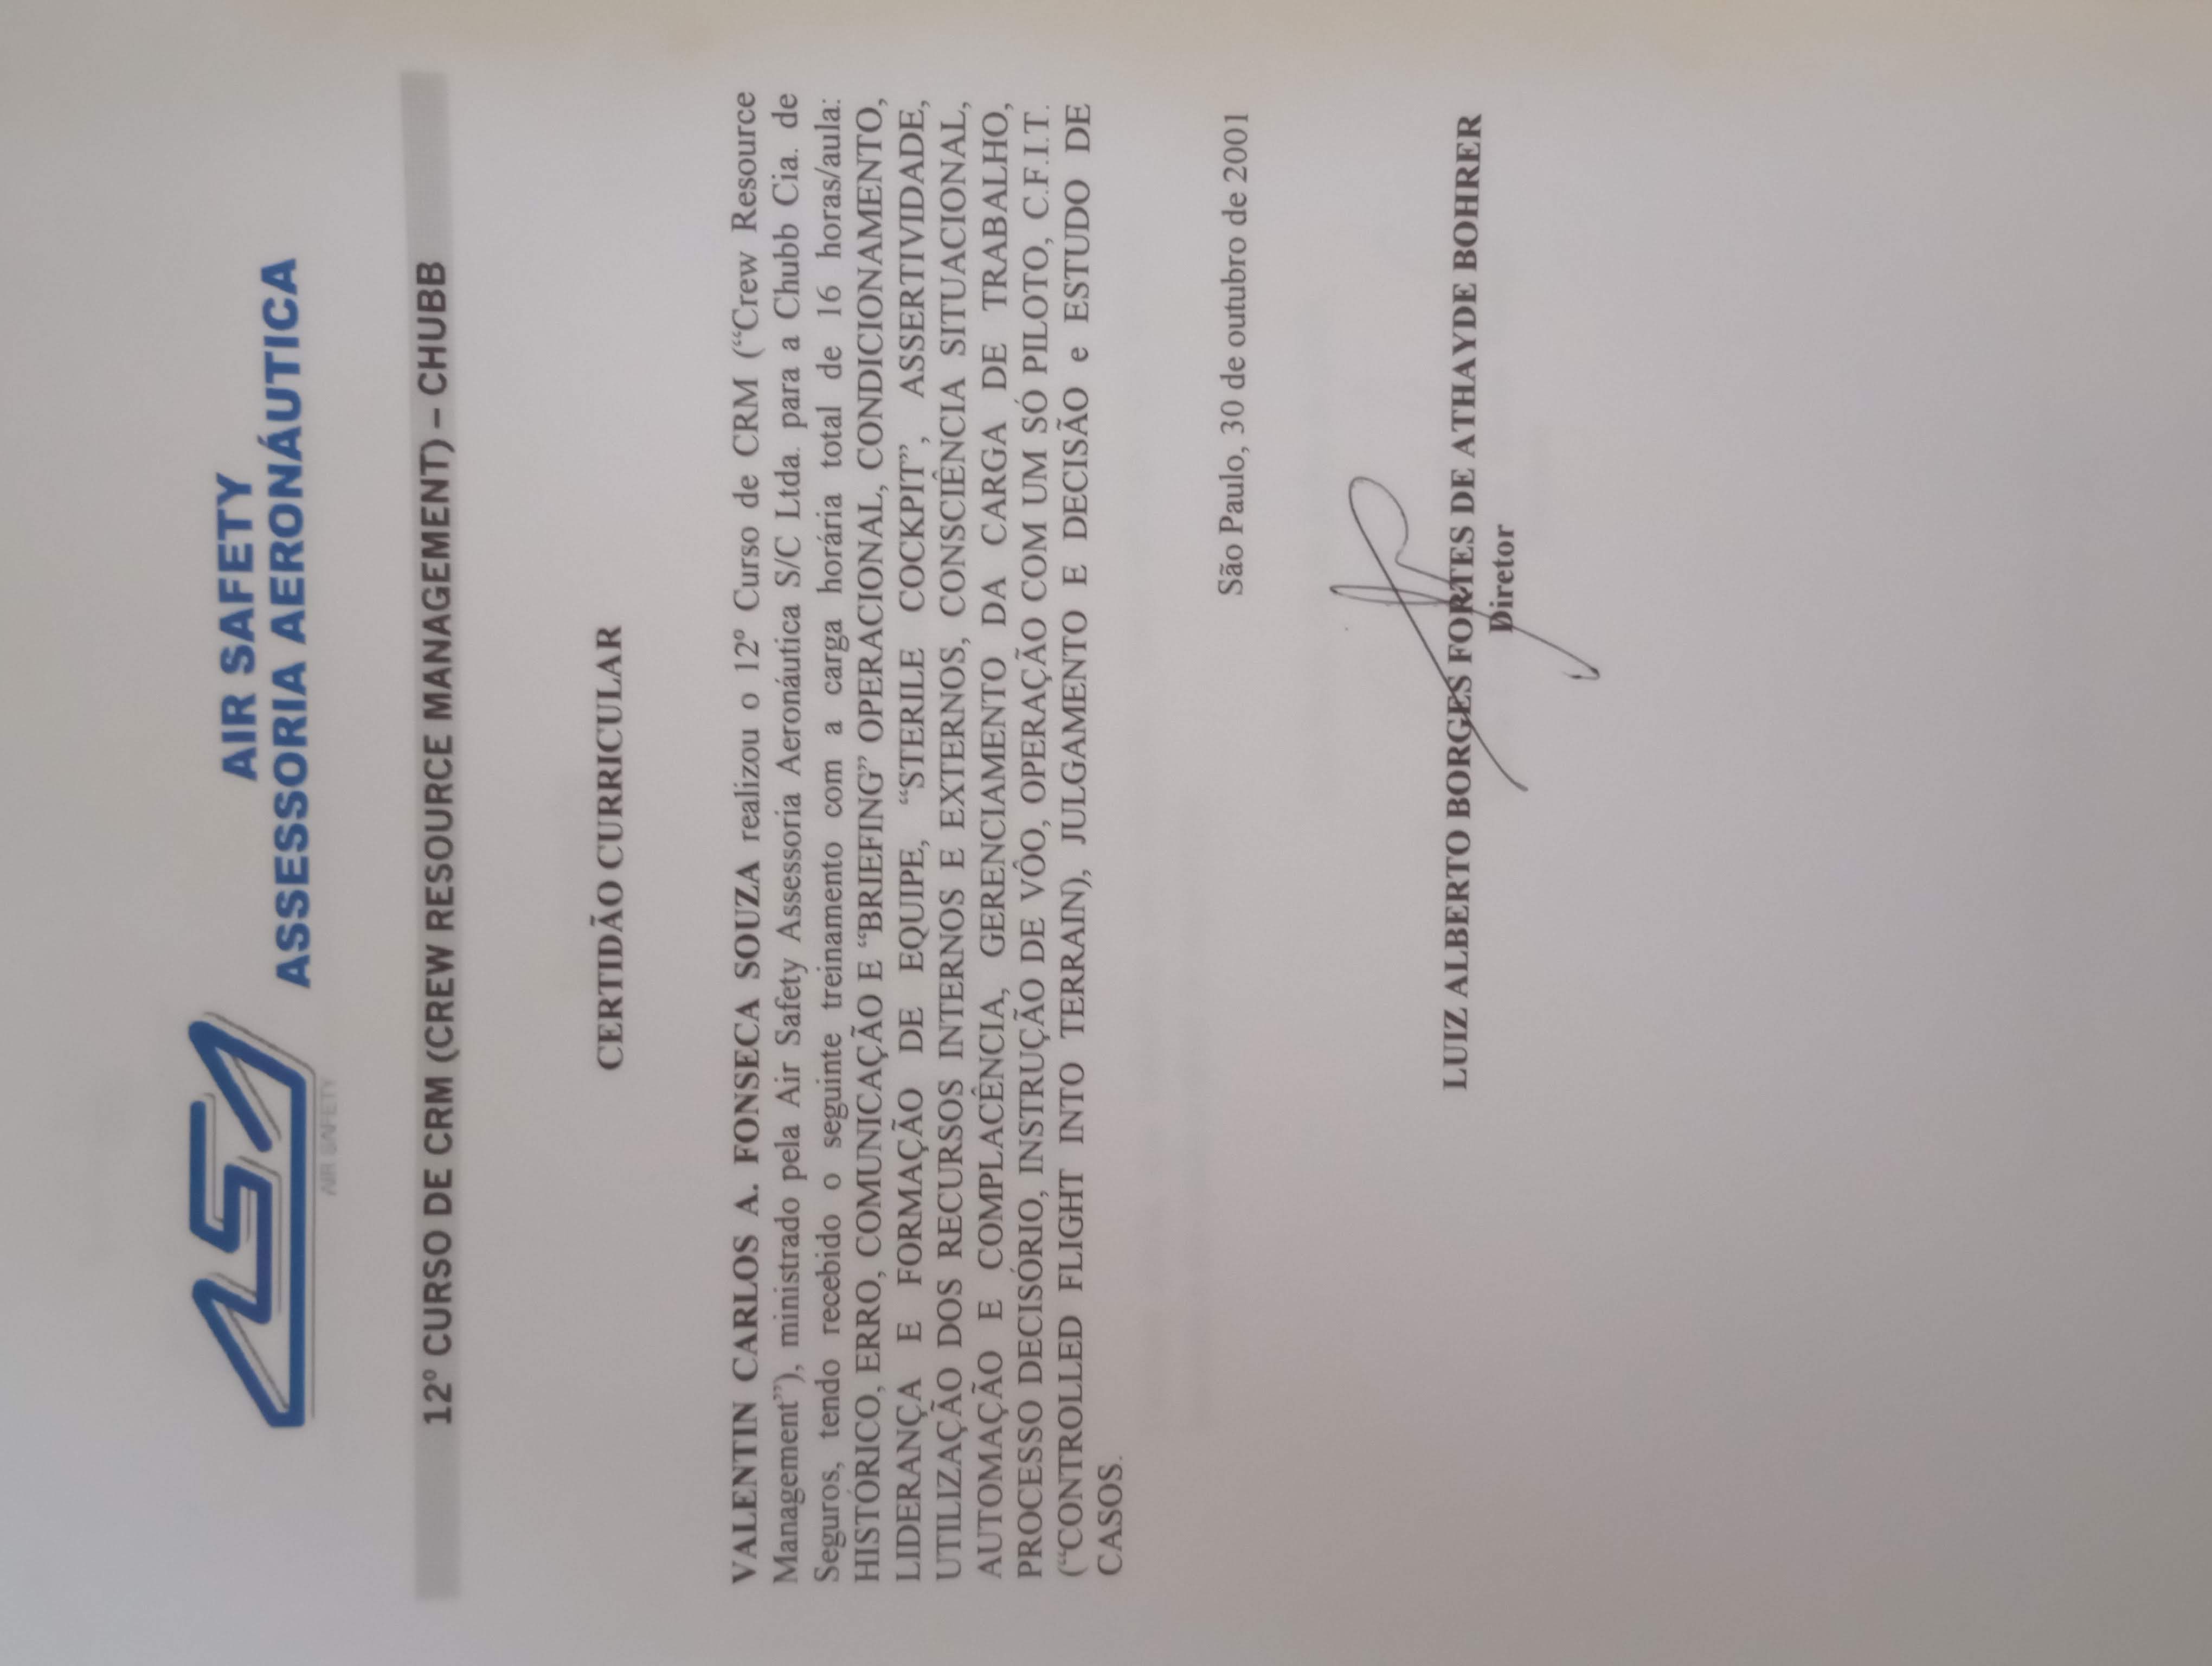 ASA
AIR SAFETY
AIR SAFETY
ASSESSORIA AERONÁUTICA
12º CURSO DE CRM (CREW RESOURCE MANAGEMENT) – CHUBB
CERTIDÃO CURRICULAR
VALENTIN CARLOS A. FONSECA SOUZA realizou o 12º Curso de CRM (“Crew Resource
Management”), ministrado pela Air Safety Assessoria Aeronáutica S/C Ltda. para a Chubb Cia. de
Seguros, tendo recebido o seguinte treinamento com a carga horária total de 16 horas/aula:
HISTÓRICO, ERRO, COMUNICAÇÃO E “BRIEFING” OPERACIONAL, CONDICIONAMENTO,
LIDERANÇA E FORMAÇÃO DE EQUIPE, “STERILE COCKPIT”, ASSERTIVIDADE,
UTILIZAÇÃO DOS RECURSOS INTERNOS E EXTERNOS, CONSCIÊNCIA SITUACIONAL,
AUTOMAÇÃO E COMPLACÊNCIA, GERENCIAMENTO DA CARGA DE TRABALHO,
PROCESSO DECISÓRIO, INSTRUÇÃO DE VÔO, OPERAÇÃO COM UM SÓ PILOTO, C.F.I.T.
(“CONTROLLED FLIGHT INTO TERRAIN), JULGAMENTO E DECISÃO e ESTUDO DE
CASOS.
São Paulo, 30 de outubro de 2001
LUIZ ALBERTO BORGES FORTES DE ATHAYDE BOHRER
Diretor